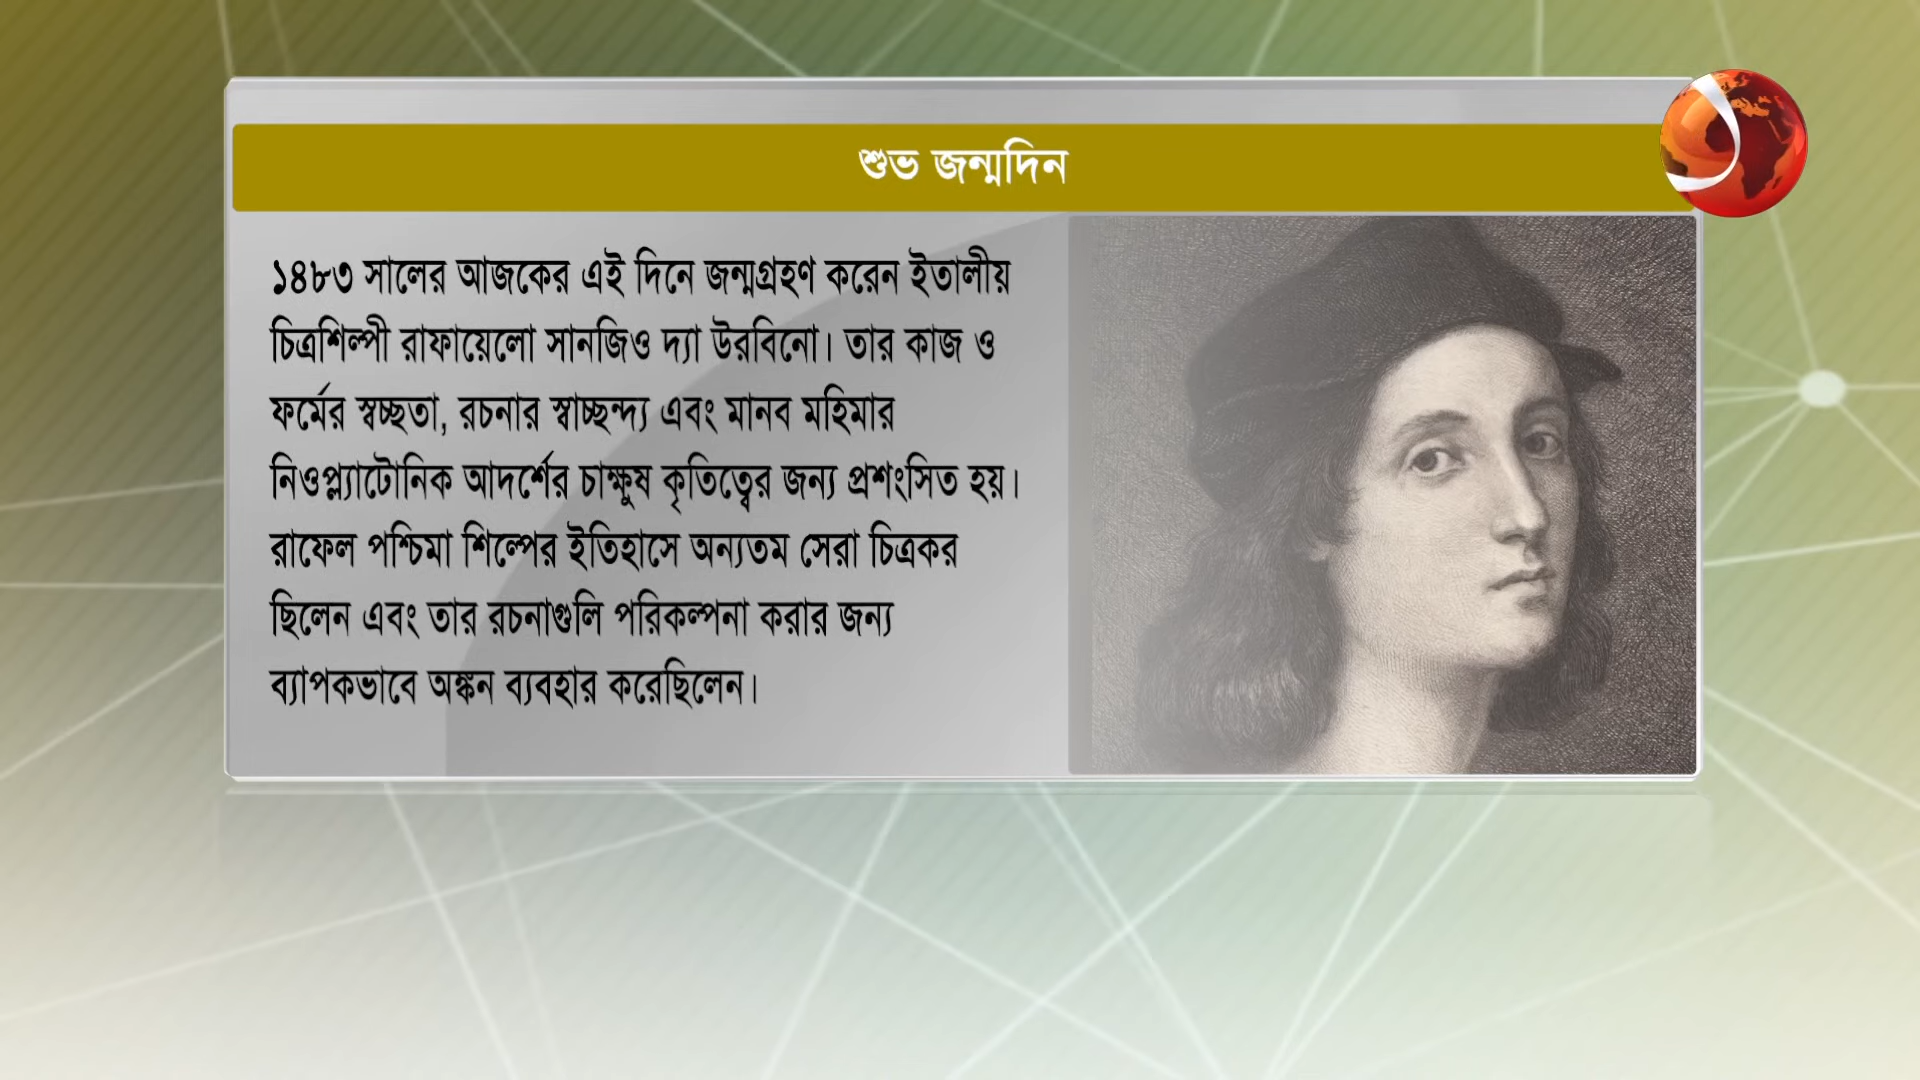 শুভ জন্মদিন
১৪৮৩ সালের আজকের এই দিনে জন্মগ্রহণ করেন ইতালীয়
চিত্রশিল্পী রাফায়েলো সানজিও দ্যা উরবিনো। তার কাজ ও
ফর্মের স্বচ্ছতা, রচনার স্বাচ্ছন্দ্য এবং মানব মহিমার
নিওপ্ল্যাটোনিক আদর্শের চাক্ষুষ কৃতিত্বের জন্য প্রশংসিত হয়।
রাফেল পশ্চিমা শিল্পের ইতিহাসে অন্যতম সেরা চিত্রকর
ছিলেন এবং তার রচনাগুলি পরিকল্পনা করার জন্য
ব্যাপকভাবে অঙ্কন ব্যবহার করেছিলেন।